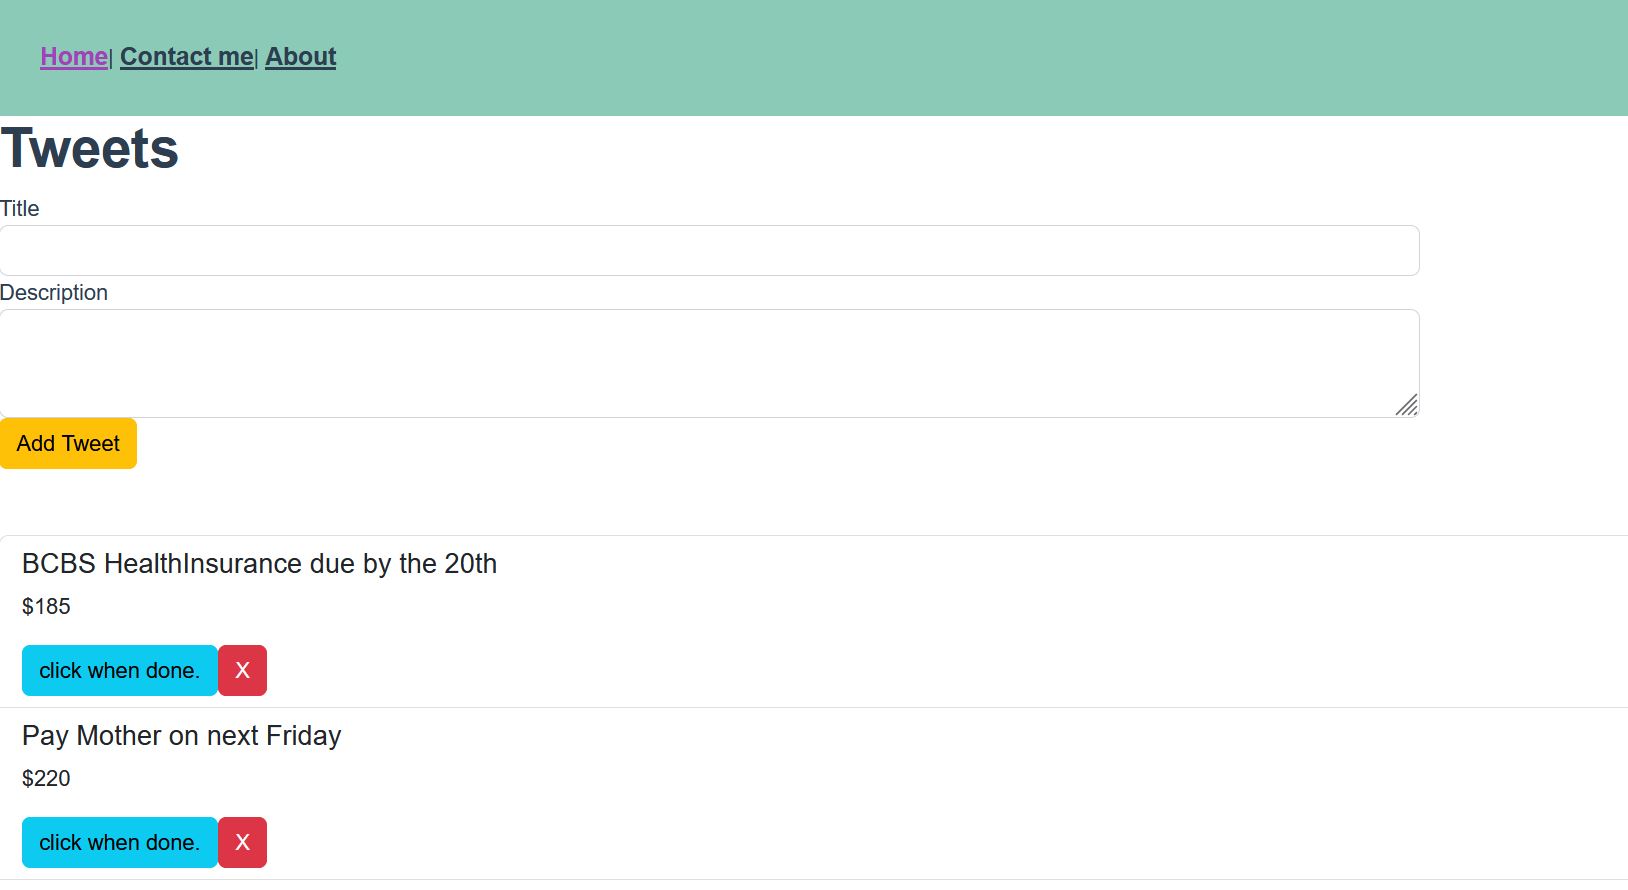 Home| Contact me| About
Tweets
Title
Description
Add Tweet
BCBS HealthInsurance due by the 20th
$185
click when done. X
Pay Mother on next Friday
$220
click when done. X